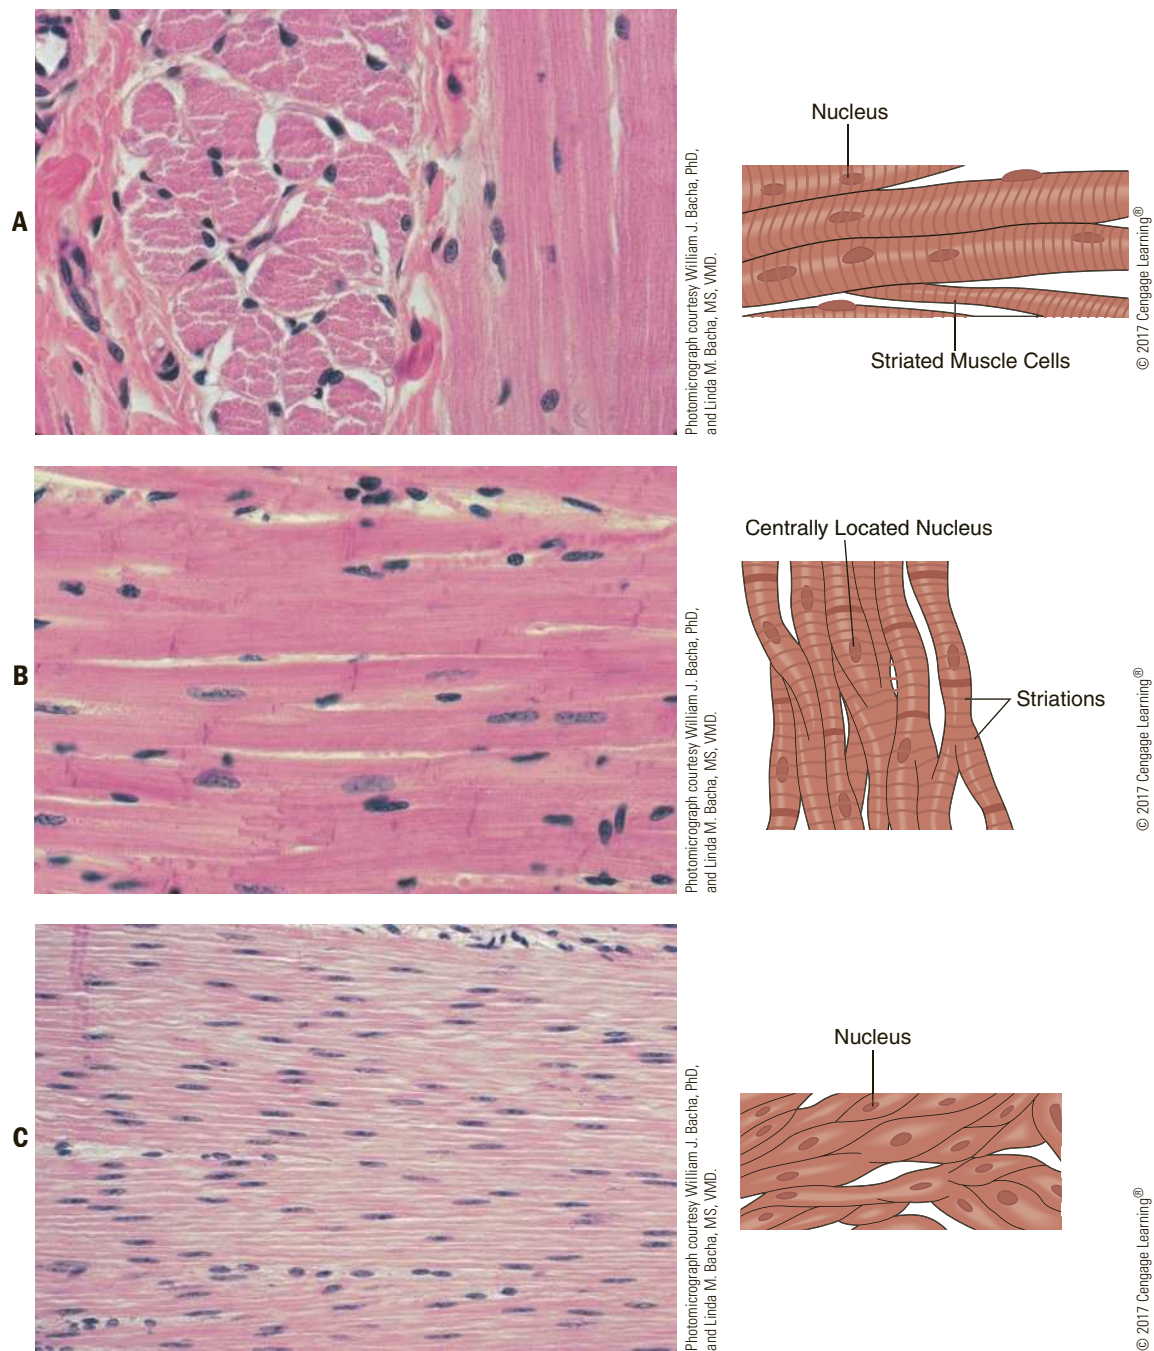 A
Photomicrograph courtesy William J. Bacha, PhD,
and Linda M. Bacha, MS, VMD.
Nucleus
Striated Muscle Cells
© 2017 Cengage Learning®
B
Photomicrograph courtesy William J. Bacha, PhD,
and Linda M. Bacha, MS, VMD.
Centrally Located Nucleus
Striations
© 2017 Cengage Learning®
C
Photomicrograph courtesy William J. Bacha, PhD,
and Linda M. Bacha, MS, VMD.
Nucleus
© 2017 Cengage Learning®